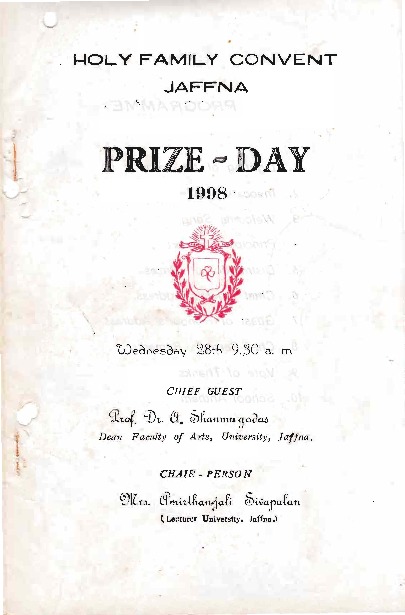 HOLY FAMILY CONVENT
JAFFNA
PRIZE - DAY
1998
Wednesday 28th 9.30 a. m
CHIEF GUEST
Prof. Dr. A. Shanmugadas
Dean Faculty of Arts, University, Jaffna.
CHAIR - PERSON
Mrs. Amirthanjali Sivapalan
(Lecturer University. Jaffna.)